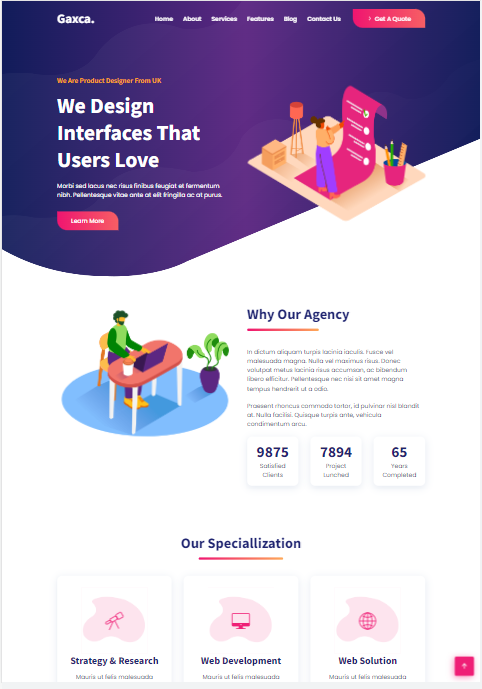 Gaxca.
Home About Services Features Blog Contact Us Get A Quote
We Are Product Designer From UK
We Design
Interfaces That
Users Love
Morbi sed lacus nec risus finibus feugiat et fermentum
nibh. Pellentesque vitae ante at elit fringilla ac at purus.
Learn More
Why Our Agency
In dictum aliquam turpis lacinia iaculis. Fusce vel
malesuada magna. Nulla vel maximus risus. Donec
volutpat metus lacinia risus accumsan, ac bibendum
libero efficitur. Pellentesque nec nisi sit amet magna
tempus hendrerit ut a odio.
Praesent rhoncus commodo tortor, id pulvinar nisi blandit
at. Nulla facilisi. Quisque turpis ante, vehicula
condimentum arcu.
9875 7894 65
Satisfied Project Years
Clients Lunched Completed
Our Speciallization
Strategy & Research Web Development Web Solution
Mauris ut felis malesuada Mauris ut felis malesuada Mauris ut felis malesuada